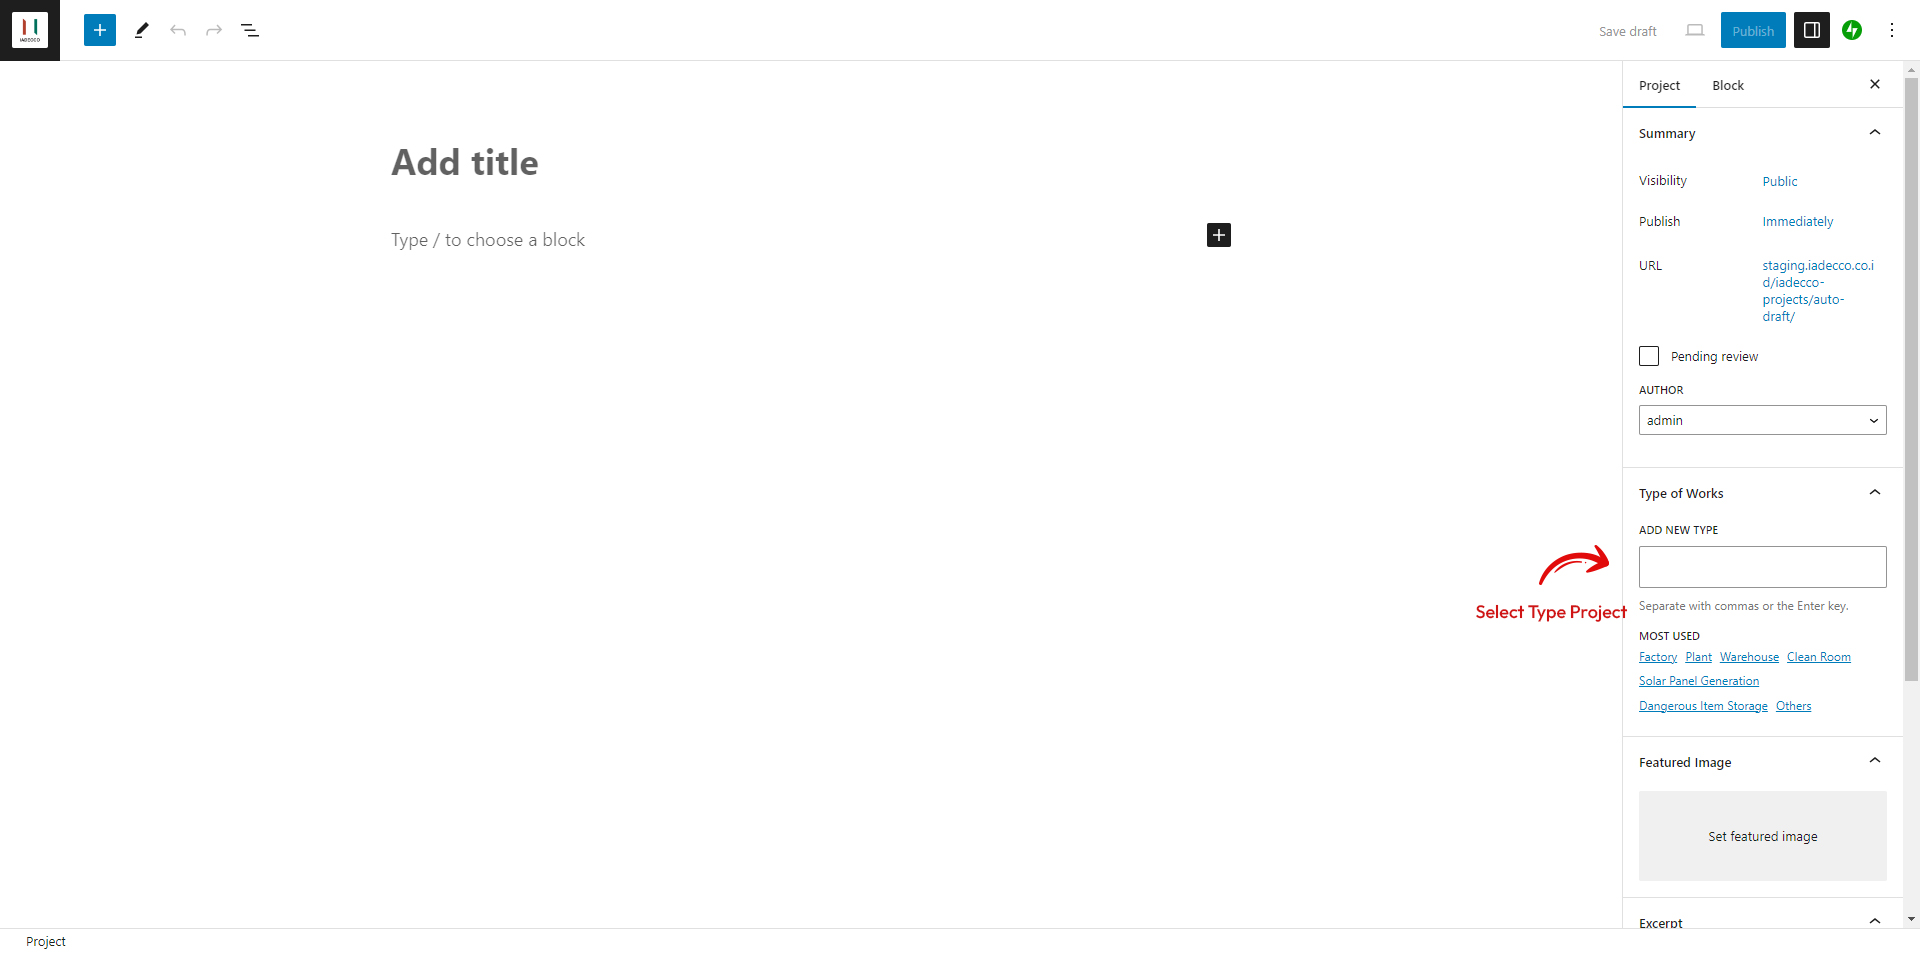 IADECCO
Save draft
Publish
Project Block
Summary
Add title
Visibility Public
Publish Immediately
Type / to choose a block
URL staging.iadecco.co.i
d/iadecco-
projects/auto-
draft/
Pending review
AUTHOR
admin
Type of Works
ADD NEW TYPE
Select Type Project
Separate with commas or the Enter key.
MOST USED
Factory Plant Warehouse Clean Room
Solar Panel Generation
Dangerous Item Storage Others
Featured Image
Set featured image
Excerpt
Project